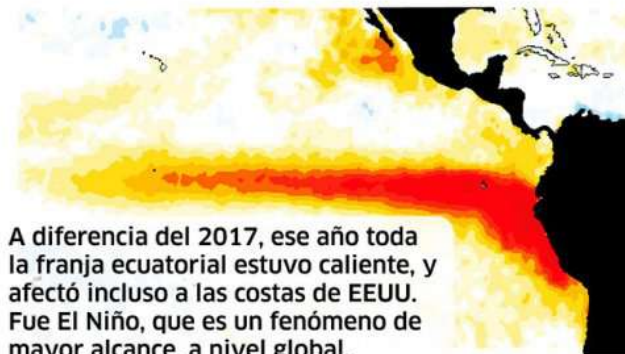 A diferencia del 2017, ese año toda
la franja ecuatorial estuvo caliente, y
afectó incluso a las costas de EEUU.
Fue El Niño, que es un fenómeno de
mayor alcance, a nivel global